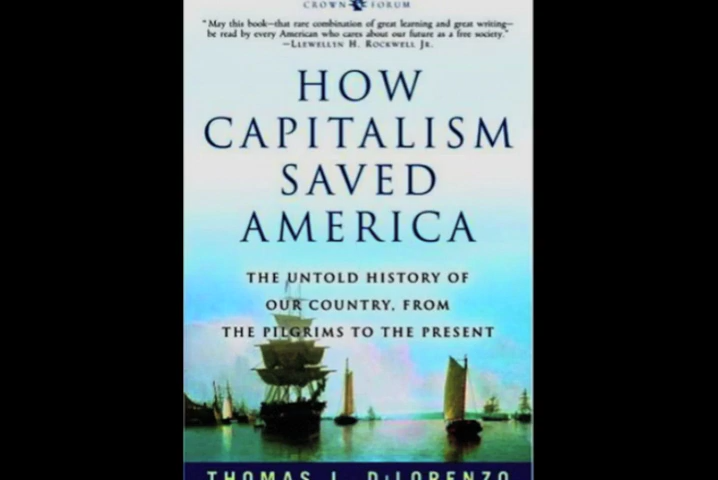 CROWN FORUM
"May this book—that rare combination of great learning and great writing—
be read by every American who cares about our future as a free society."
—Llewellyn H. Rockwell Jr.
HOW
CAPITALISM
SAVED
AMERICA
THE UNTOLD HISTORY OF
OUR COUNTRY, FROM
THE PILGRIMS TO THE PRESENT
THOMAS J. DiLORENZO